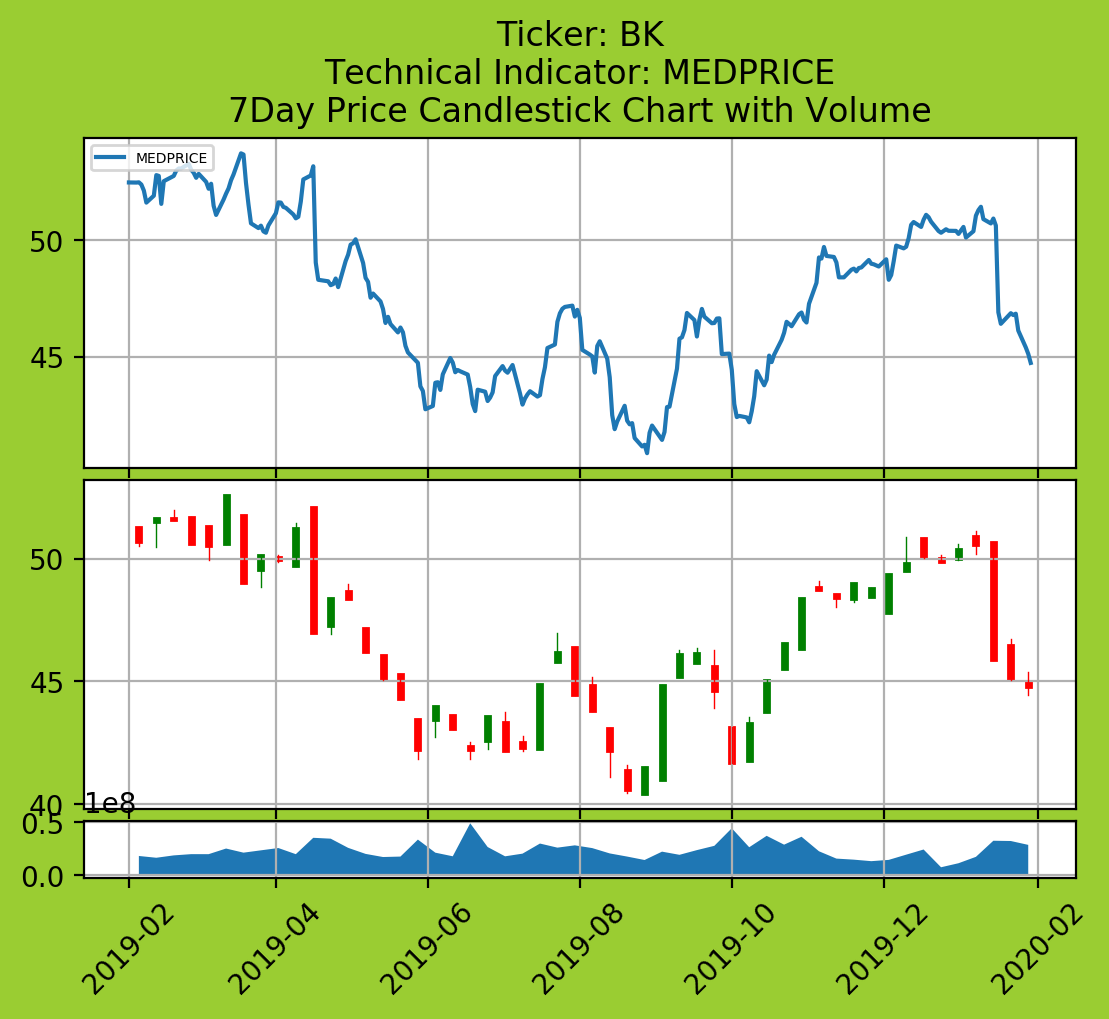 Ticker: BK
Technical Indicator: MEDPRICE
7Day Price Candlestick Chart with Volume
MEDPRICE
50
45
50
45
40
1e8
0.5
0.0
2019-02
2019-04
2019-06
2019-08
2019-10
2019-12
2020-02